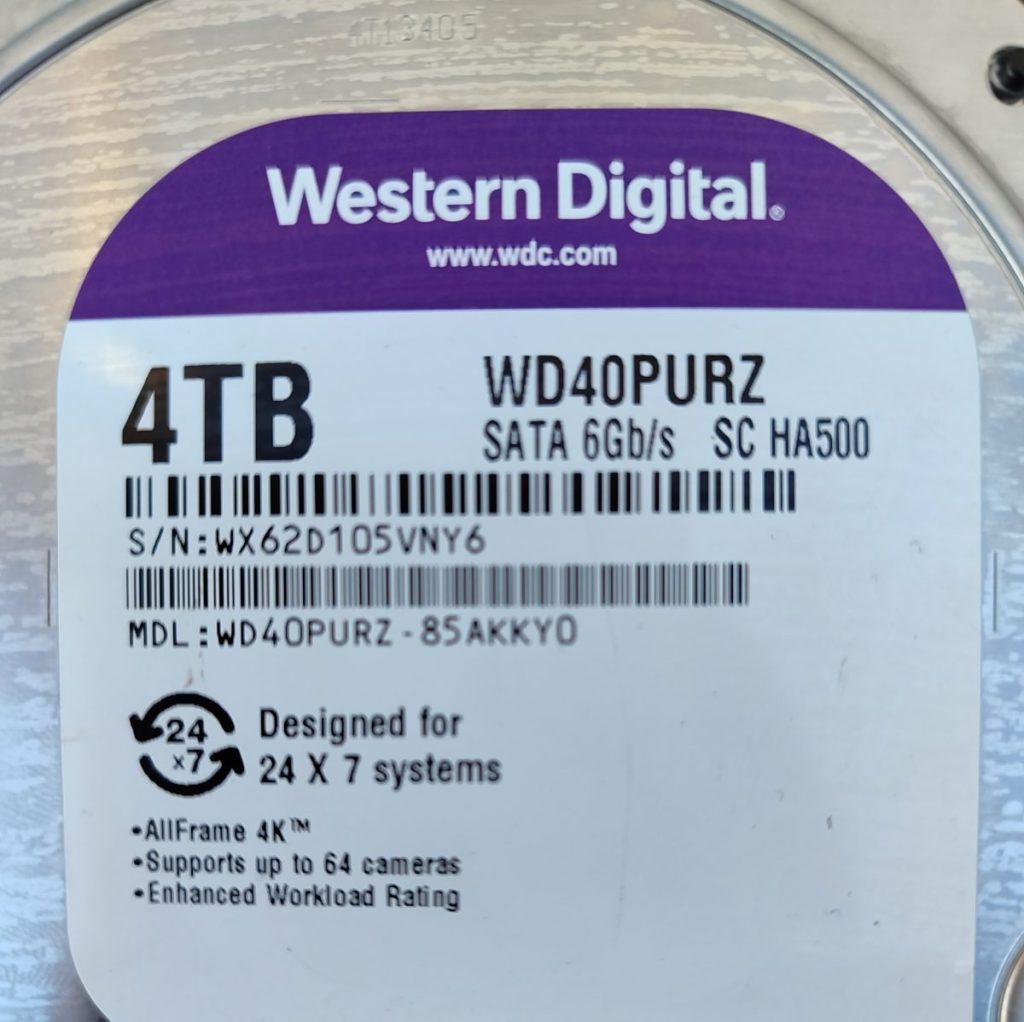 4T13405
Western Digital®
www.wdc.com
4TB
WD40PURZ
SATA 6Gb/s SC HA500
S/N:WX62D105VNY6
MDL:WD40PURZ-85AKKY0
24
x7
Designed for
24 X 7 systems
•AllFrame 4K™
•Supports up to 64 cameras
•Enhanced Workload Rating